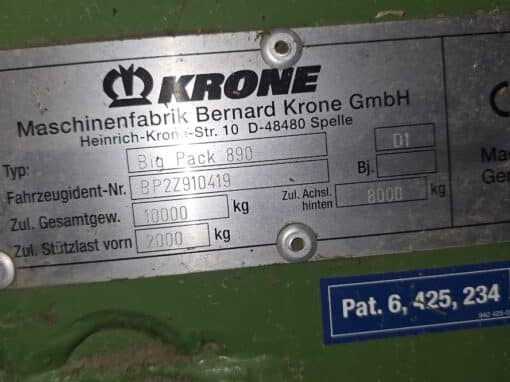 KRONE
Maschinenfabrik Bernard Krone GmbH
Heinrich-Krone-Str. 10 D-48480 Spelle
Typ: Big Pack 890 01
Fahrzeugident-Nr. BP2Z910419 Bj.
Zul. Gesamtgew. 10000 kg Zul. Achsl. hinten 8000 kg
Zul. Stützlast vorn 2000 kg
Pat. 6,425,234